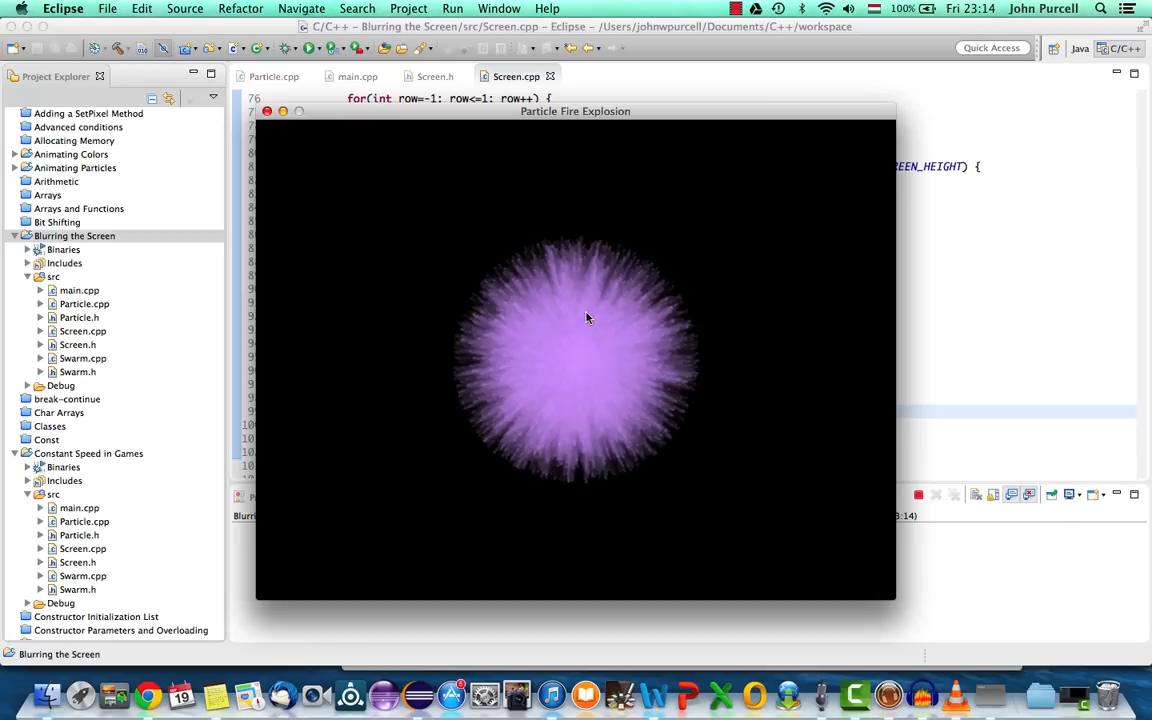 Eclipse File Edit Source Refactor Navigate Search Project Run Window Help 100% Fri 23:14 John Purcell
C/C++ - Blurring the Screen/Screen.cpp - Eclipse - /Users/johnwpurcell/Documents/C++/workspace
Quick Access Java C/C++
Project Explorer
Particle.cpp main.cpp Screen.h Screen.cpp
76 for(int row=-1; row<=1; row++) {
Particle Fire Explosion
Adding a SetPixel Method
Advanced conditions
Allocating Memory
Animating Colors
REEN_HEIGHT) {
Animating Particles
Arithmetic
Arrays
Arrays and Functions
Bit Shifting
Blurring the Screen
Binaries
Includes
src
main.cpp
Particle.cpp
Particle.h
Screen.cpp
Screen.h
Swarm.cpp
Swarm.h
Debug
break-continue
Char Arrays
Classes
Const
Constant Speed in Games
Binaries
Includes
src
main.cpp
Blurri 3:14)
Particle.cpp
Particle.h
Screen.cpp
Screen.h
Swarm.cpp
Swarm.h
Debug
Constructor Initialization List
Constructor Parameters and Overloading
Blurring the Screen